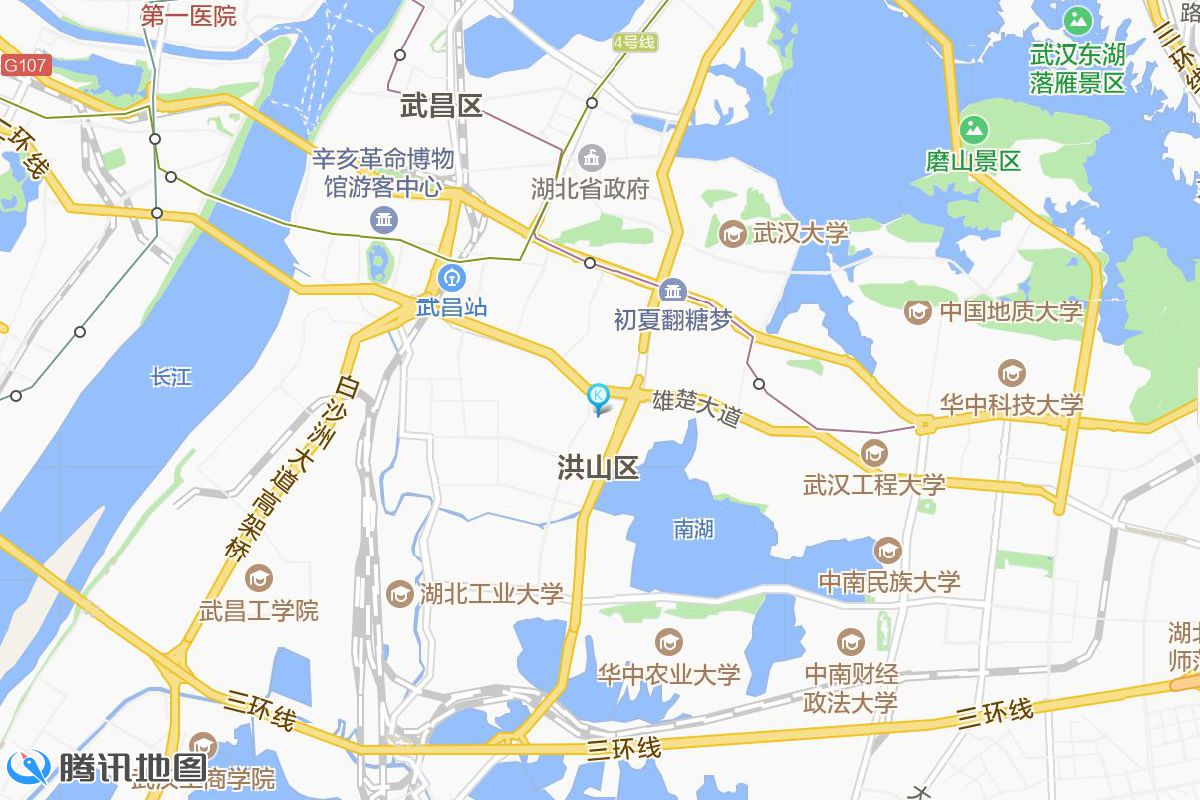 第一医院
4号线
G107
武汉东湖
落雁景区
三环线
武昌区
二环线
磨山景区
辛亥革命博物
馆游客中心
湖北省政府
武汉大学
武昌站
初夏翻糖梦
中国地质大学
长江
K
华中科技大学
白沙洲大道高架桥
雄楚大道
洪山区
武汉工程大学
南湖
中南民族大学
武昌工学院
湖北工业大学
华中农业大学
中南财经
政法大学
三环线
三环线
三环线
腾讯地图